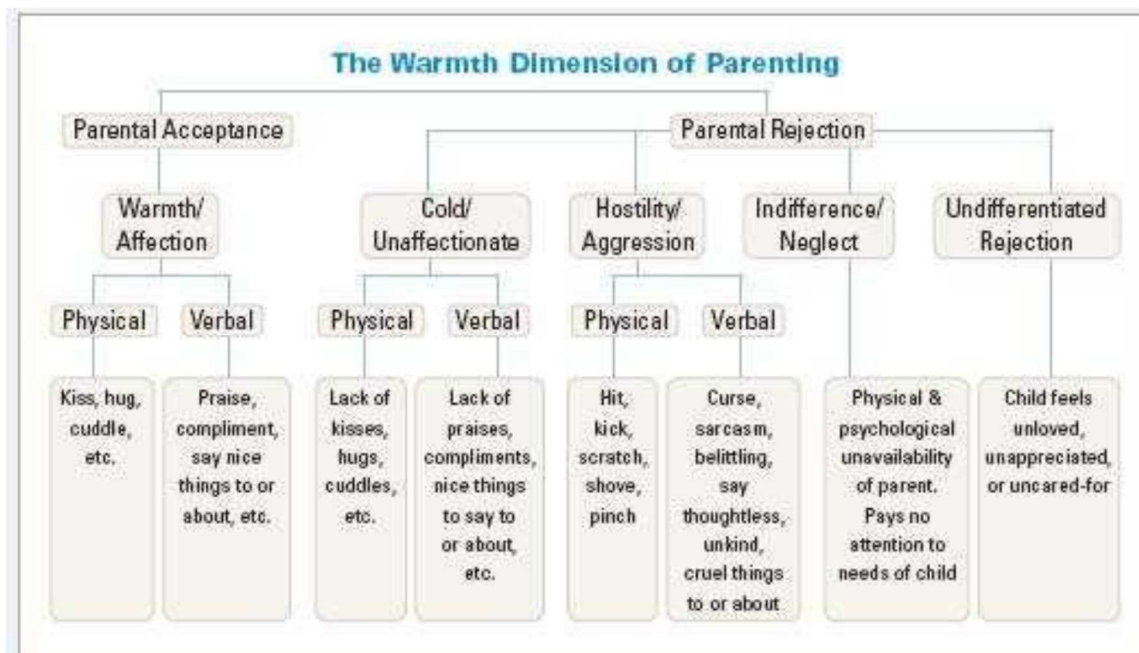 The Warmth Dimension of Parenting
Parental Acceptance
Parental Rejection
Warmth/
Affection
Cold/
Unaffectionate
Hostility/
Aggression
Indifference/
Neglect
Undifferentiated
Rejection
Physical
Verbal
Physical
Verbal
Physical
Verbal
Kiss, hug,
cuddle,
etc.
Praise,
compliment,
say nice
things to or
about, etc.
Lack of
kisses,
hugs,
cuddles,
etc.
Lack of
praises,
compliments,
nice things
to say to
or about,
etc.
Hit,
kick,
scratch,
shove,
pinch
Curse,
sarcasm,
belittling,
say
thoughtless,
unkind,
cruel things
to or about
Physical &
psychological
unavailability
of parent.
Pays no
attention to
needs of child
Child feels
unloved,
unappreciated,
or uncared-for